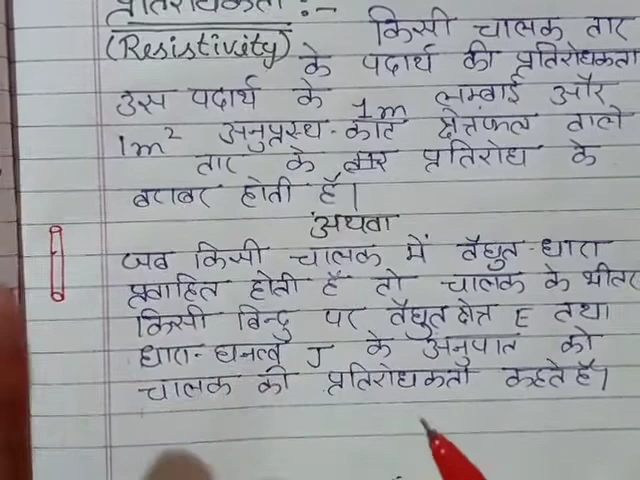 प्रतिरोधकता :-
(Resistivity) किसी चालक तार
के पदार्थ की प्रतिरोधकता
उस पदार्थ के 1m लम्बाई और
1m² अनुप्रस्थ-काट क्षेत्रफल वाले
तार के प्रतिरोध के
बराबर होती है।
अथवा
जब किसी चालक में वैद्युत-धारा
प्रवाहित होती है तो चालक के भीतर
किसी बिन्दु पर वैद्युत क्षेत्र E तथा
धारा-घनत्व J के अनुपात को
चालक की प्रतिरोधकता कहते हैं।